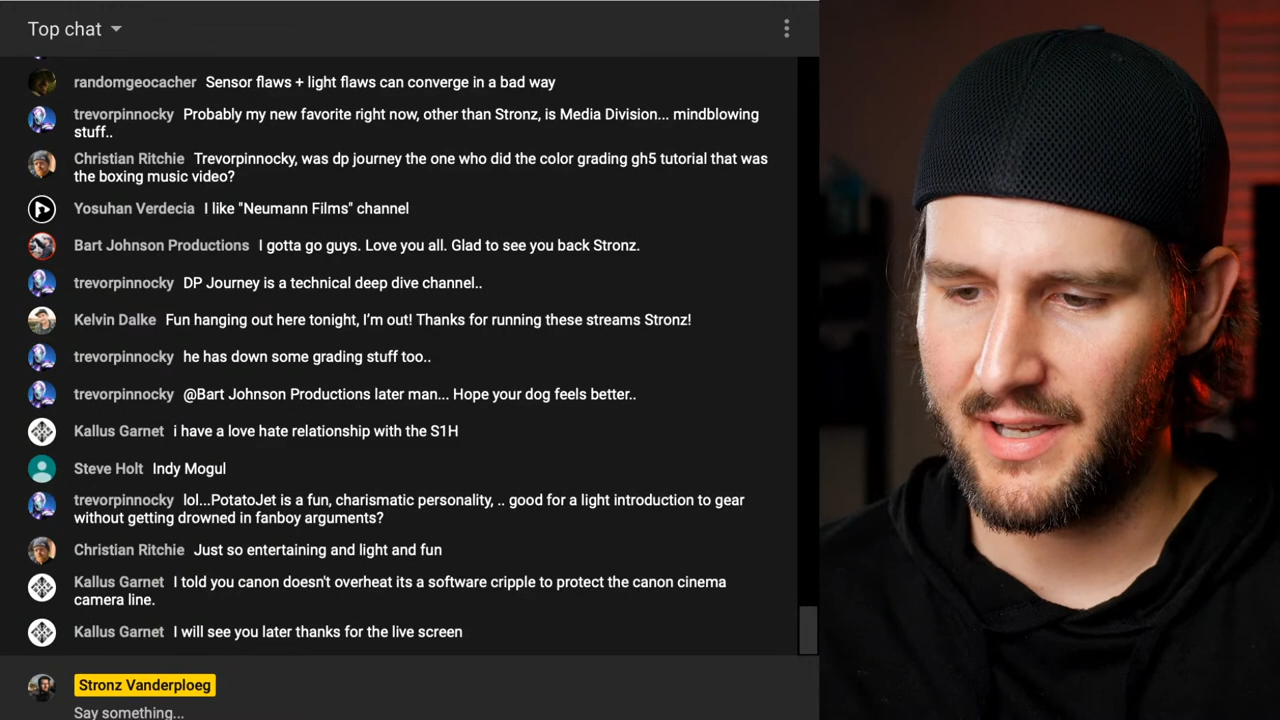 Top chat
randomgeocacher Sensor flaws + light flaws can converge in a bad way
trevorpinnocky Probably my new favorite right now, other than Stronz, is Media Division... mindblowing
stuff..
Christian Ritchie Trevorpinnocky, was dp journey the one who did the color grading gh5 tutorial that was
the boxing music video?
Yosuhan Verdecia I like "Neumann Films" channel
Bart Johnson Productions I gotta go guys. Love you all. Glad to see you back Stronz.
trevorpinnocky DP Journey is a technical deep dive channel..
Kelvin Dalke Fun hanging out here tonight, I'm out! Thanks for running these streams Stronz!
trevorpinnocky he has down some grading stuff too..
trevorpinnocky @Bart Johnson Productions later man... Hope your dog feels better..
Kallus Garnet i have a love hate relationship with the S1H
Steve Holt Indy Mogul
trevorpinnocky lol...PotatoJet is a fun, charismatic personality, .. good for a light introduction to gear
without getting drowned in fanboy arguments?
Christian Ritchie Just so entertaining and light and fun
Kallus Garnet I told you canon doesn't overheat its a software cripple to protect the canon cinema
camera line.
Kallus Garnet I will see you later thanks for the live screen
Stronz Vanderploeg
Say something...